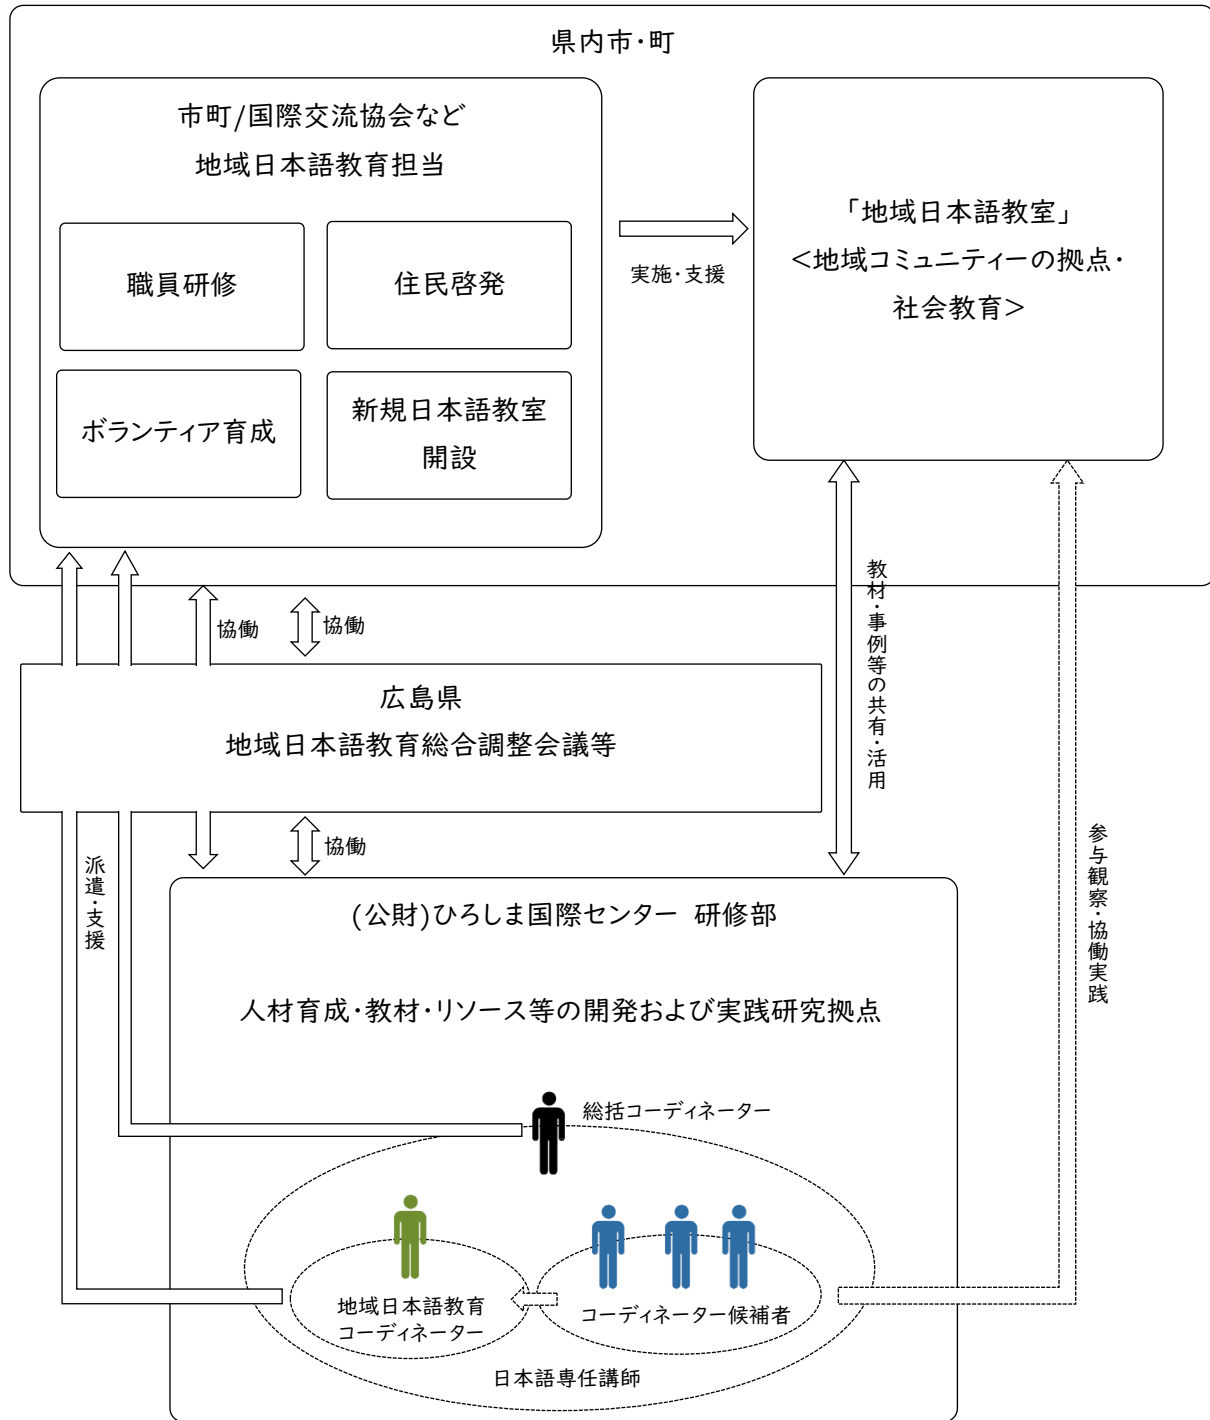 県内市・町
市町/国際交流協会など
地域日本語教育担当
職員研修
住民啓発
ボランティア育成
新規日本語教室
開設
実施・支援
「地域日本語教室」
<地域コミュニティーの拠点・
社会教育>
協働
協働
教材・事例等の共有・活用
広島県
地域日本語教育総合調整会議等
協働
派遣・支援
参与観察・協働実践
(公財)ひろしま国際センター 研修部
人材育成・教材・リソース等の開発および実践研究拠点
総括コーディネーター
地域日本語教育
コーディネーター
コーディネーター候補者
日本語専任講師